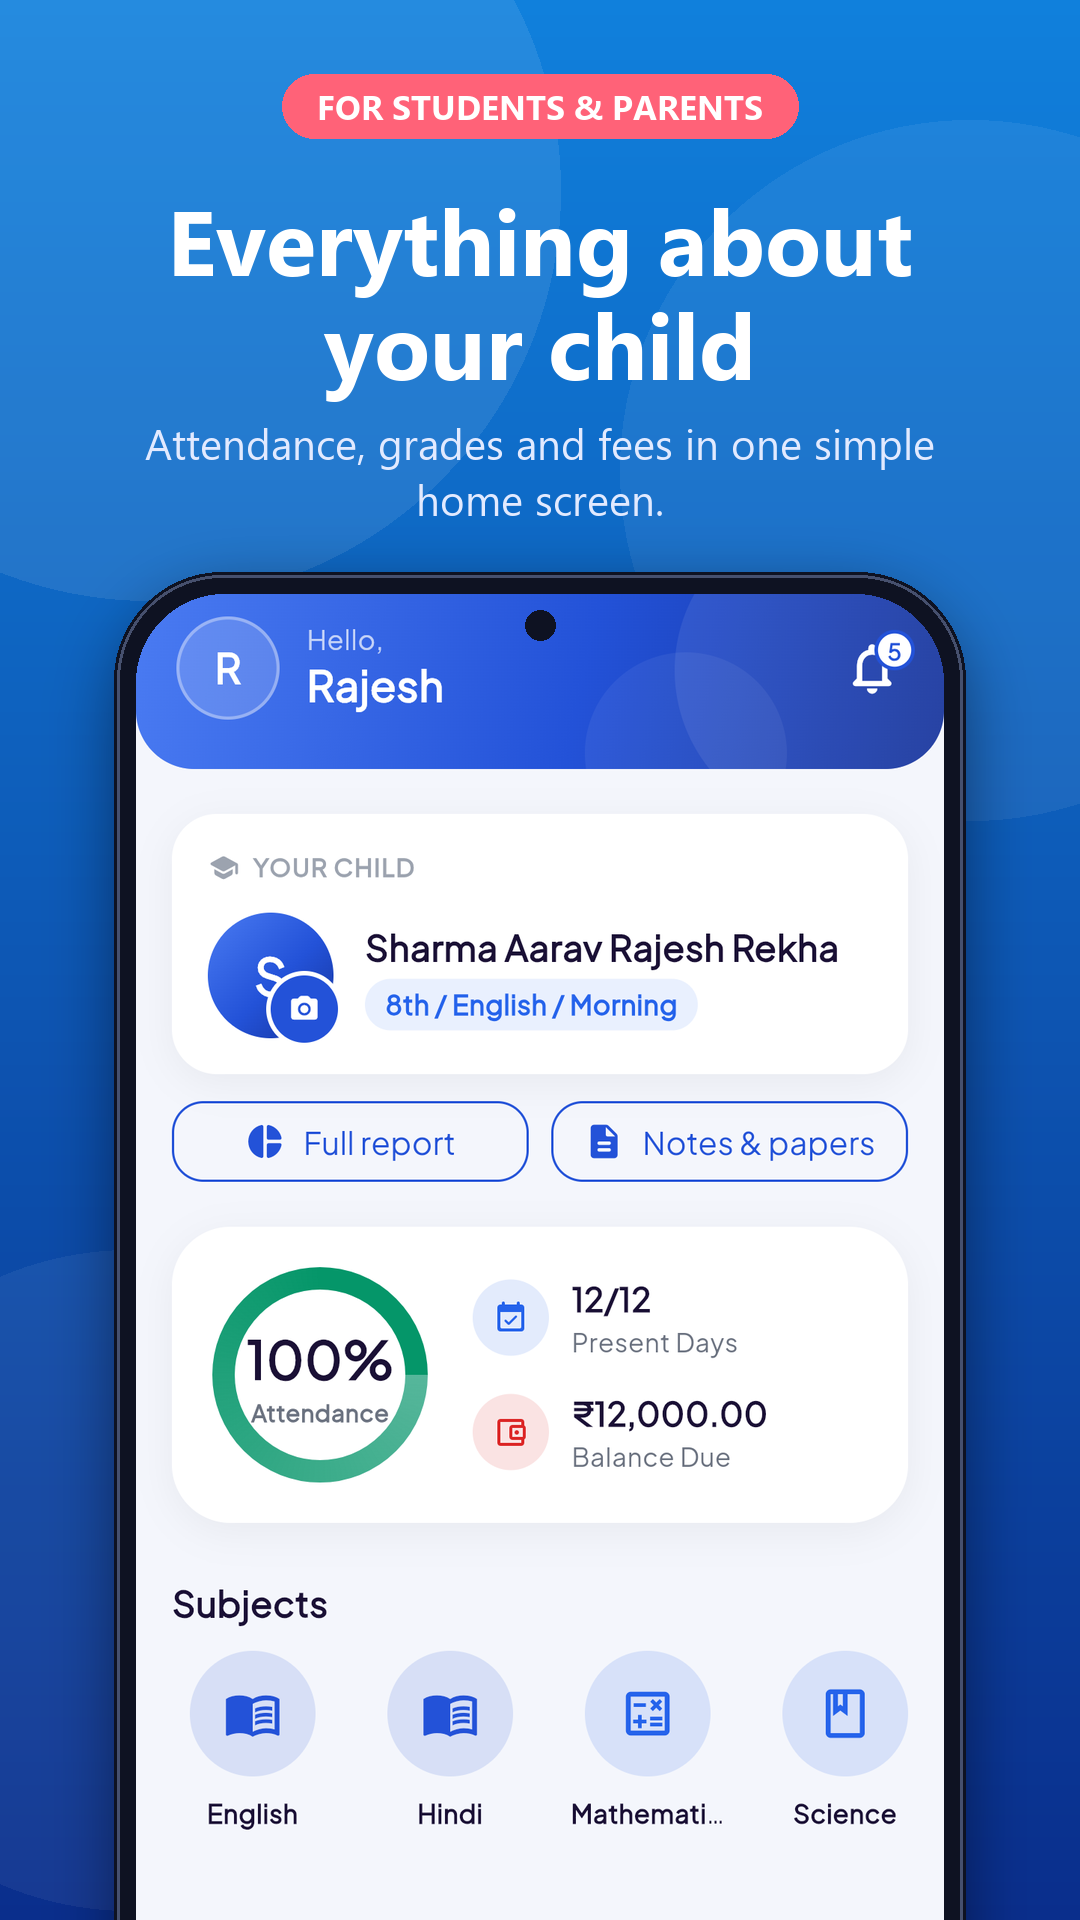 FOR STUDENTS & PARENTS
Everything about
your child
Attendance, grades and fees in one simple
home screen.
R
Hello,
Rajesh
5
YOUR CHILD
S
Sharma Aarav Rajesh Rekha
8th / English / Morning
Full report
Notes & papers
100%
Attendance
12/12
Present Days
₹12,000.00
Balance Due
Subjects
English
Hindi
Mathemati...
Science